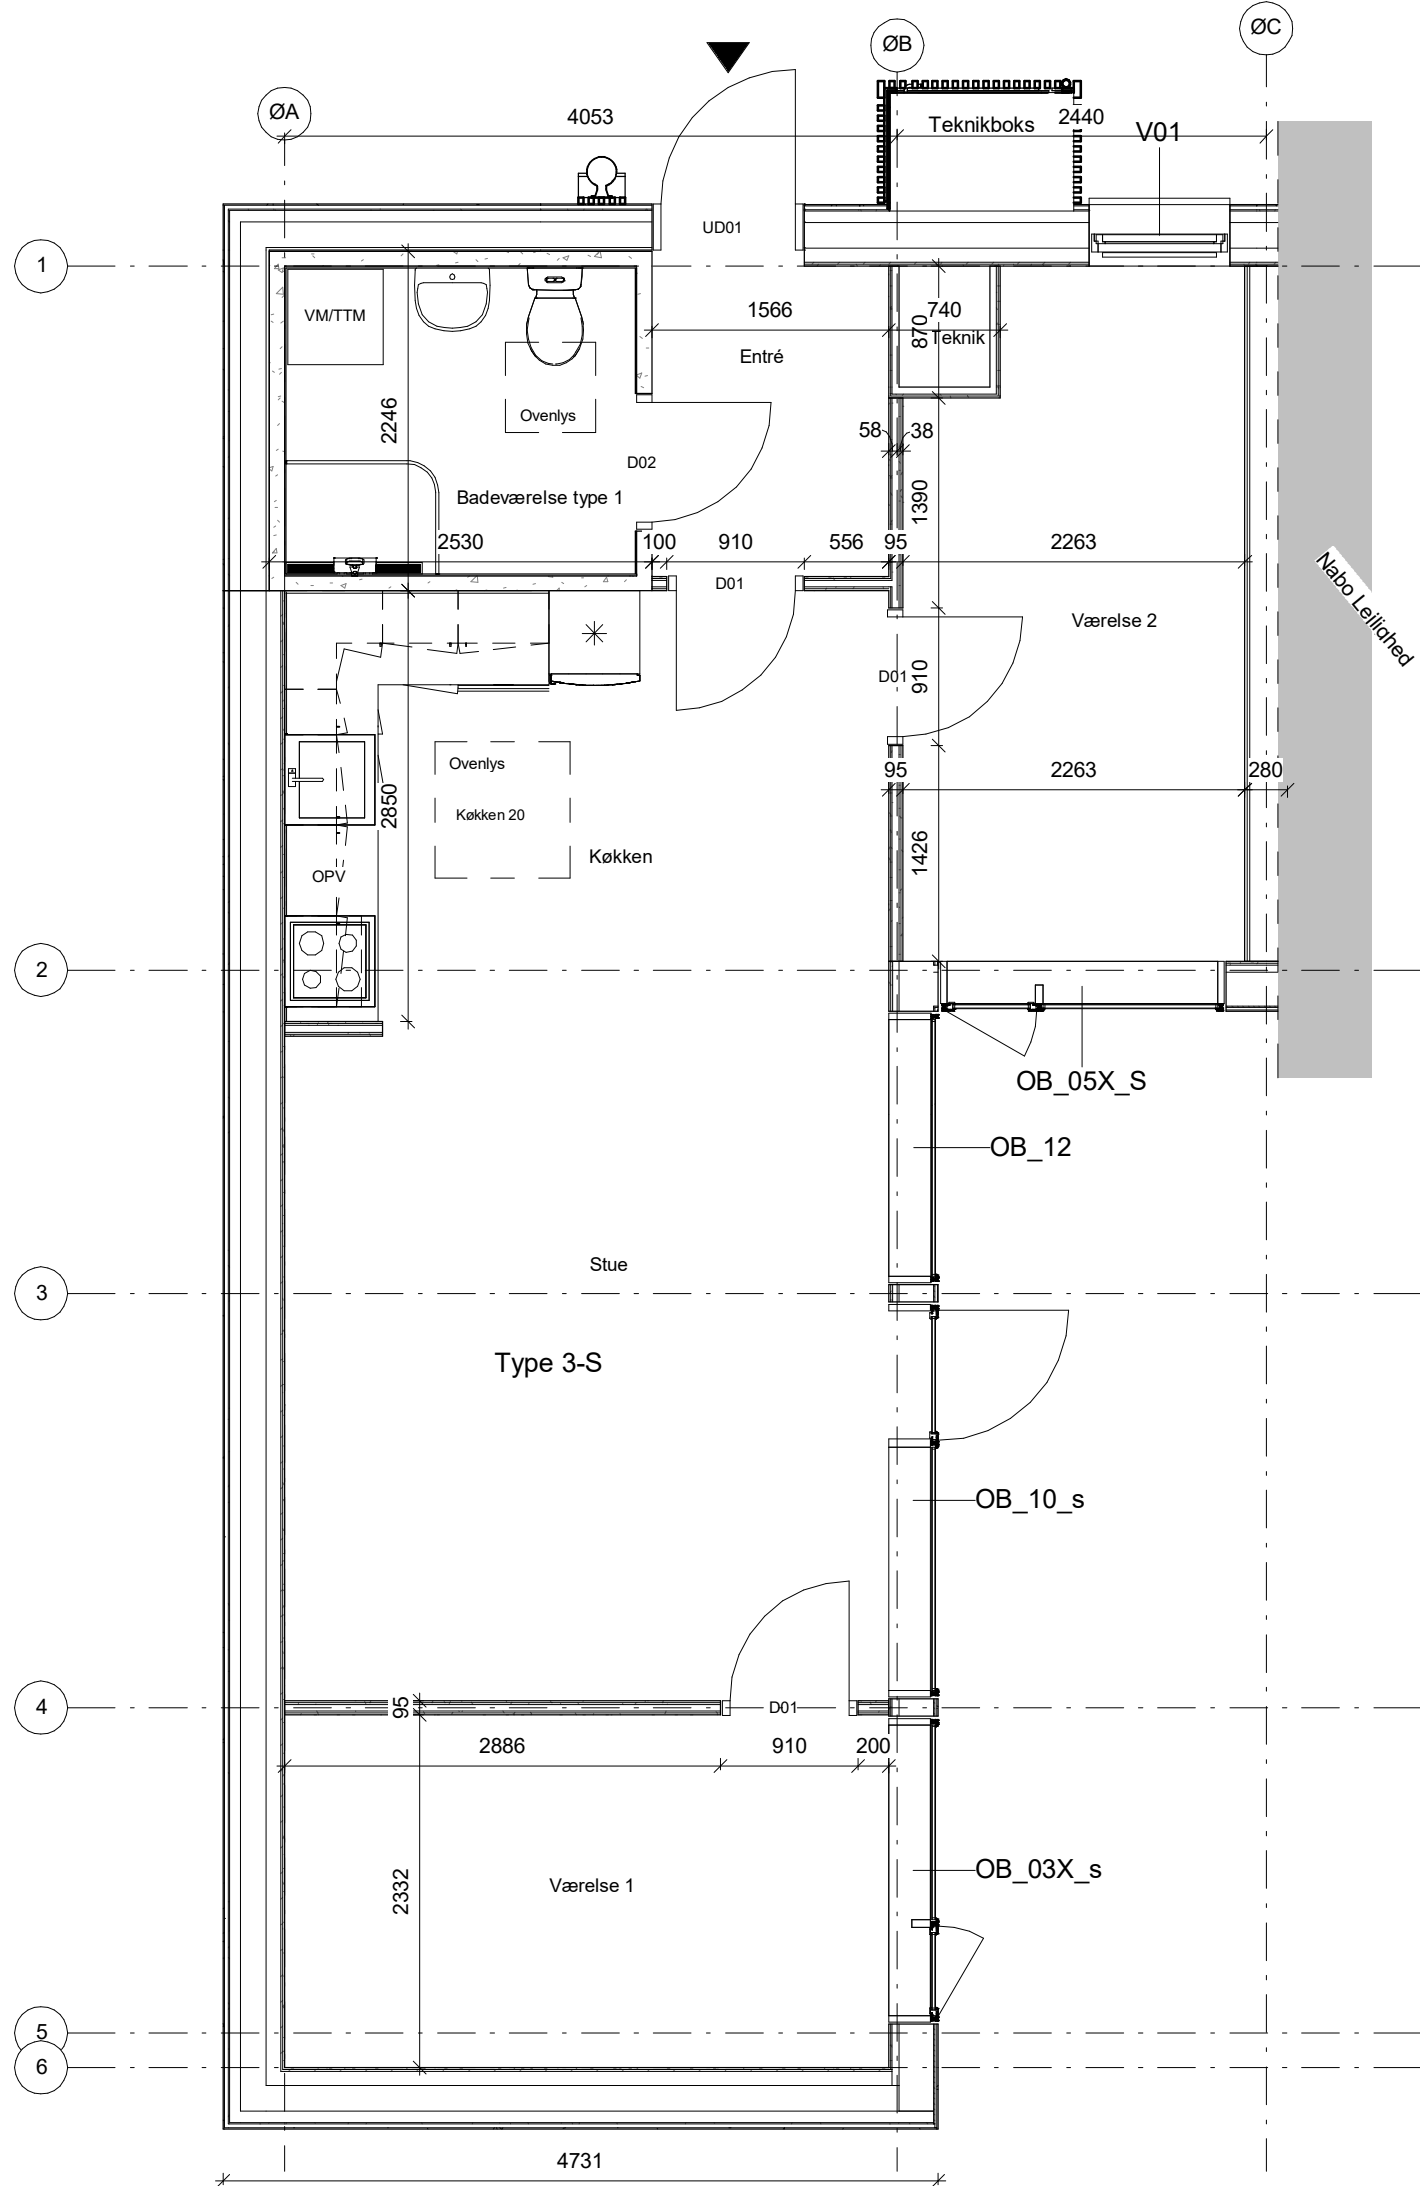 ØC
ØB
ØA
4053
Teknikboks
2440
V01
UD01
1
VM/TTM
1566
740
870
Teknik
Entré
2246
Ovenlys
58
38
D02
Badeværelse type 1
1390
2530
100
910
556
95
2263
D01
Nabo Lejlighed
Værelse 2
D01
910
Ovenlys
95
2263
280
2850
Køkken 20
Køkken
1426
OPV
2
OB_05X_S
OB_12
Stue
3
Type 3-S
OB_10_s
4
95
D01
2886
910
200
OB_03X_s
2332
Værelse 1
5
6
4731